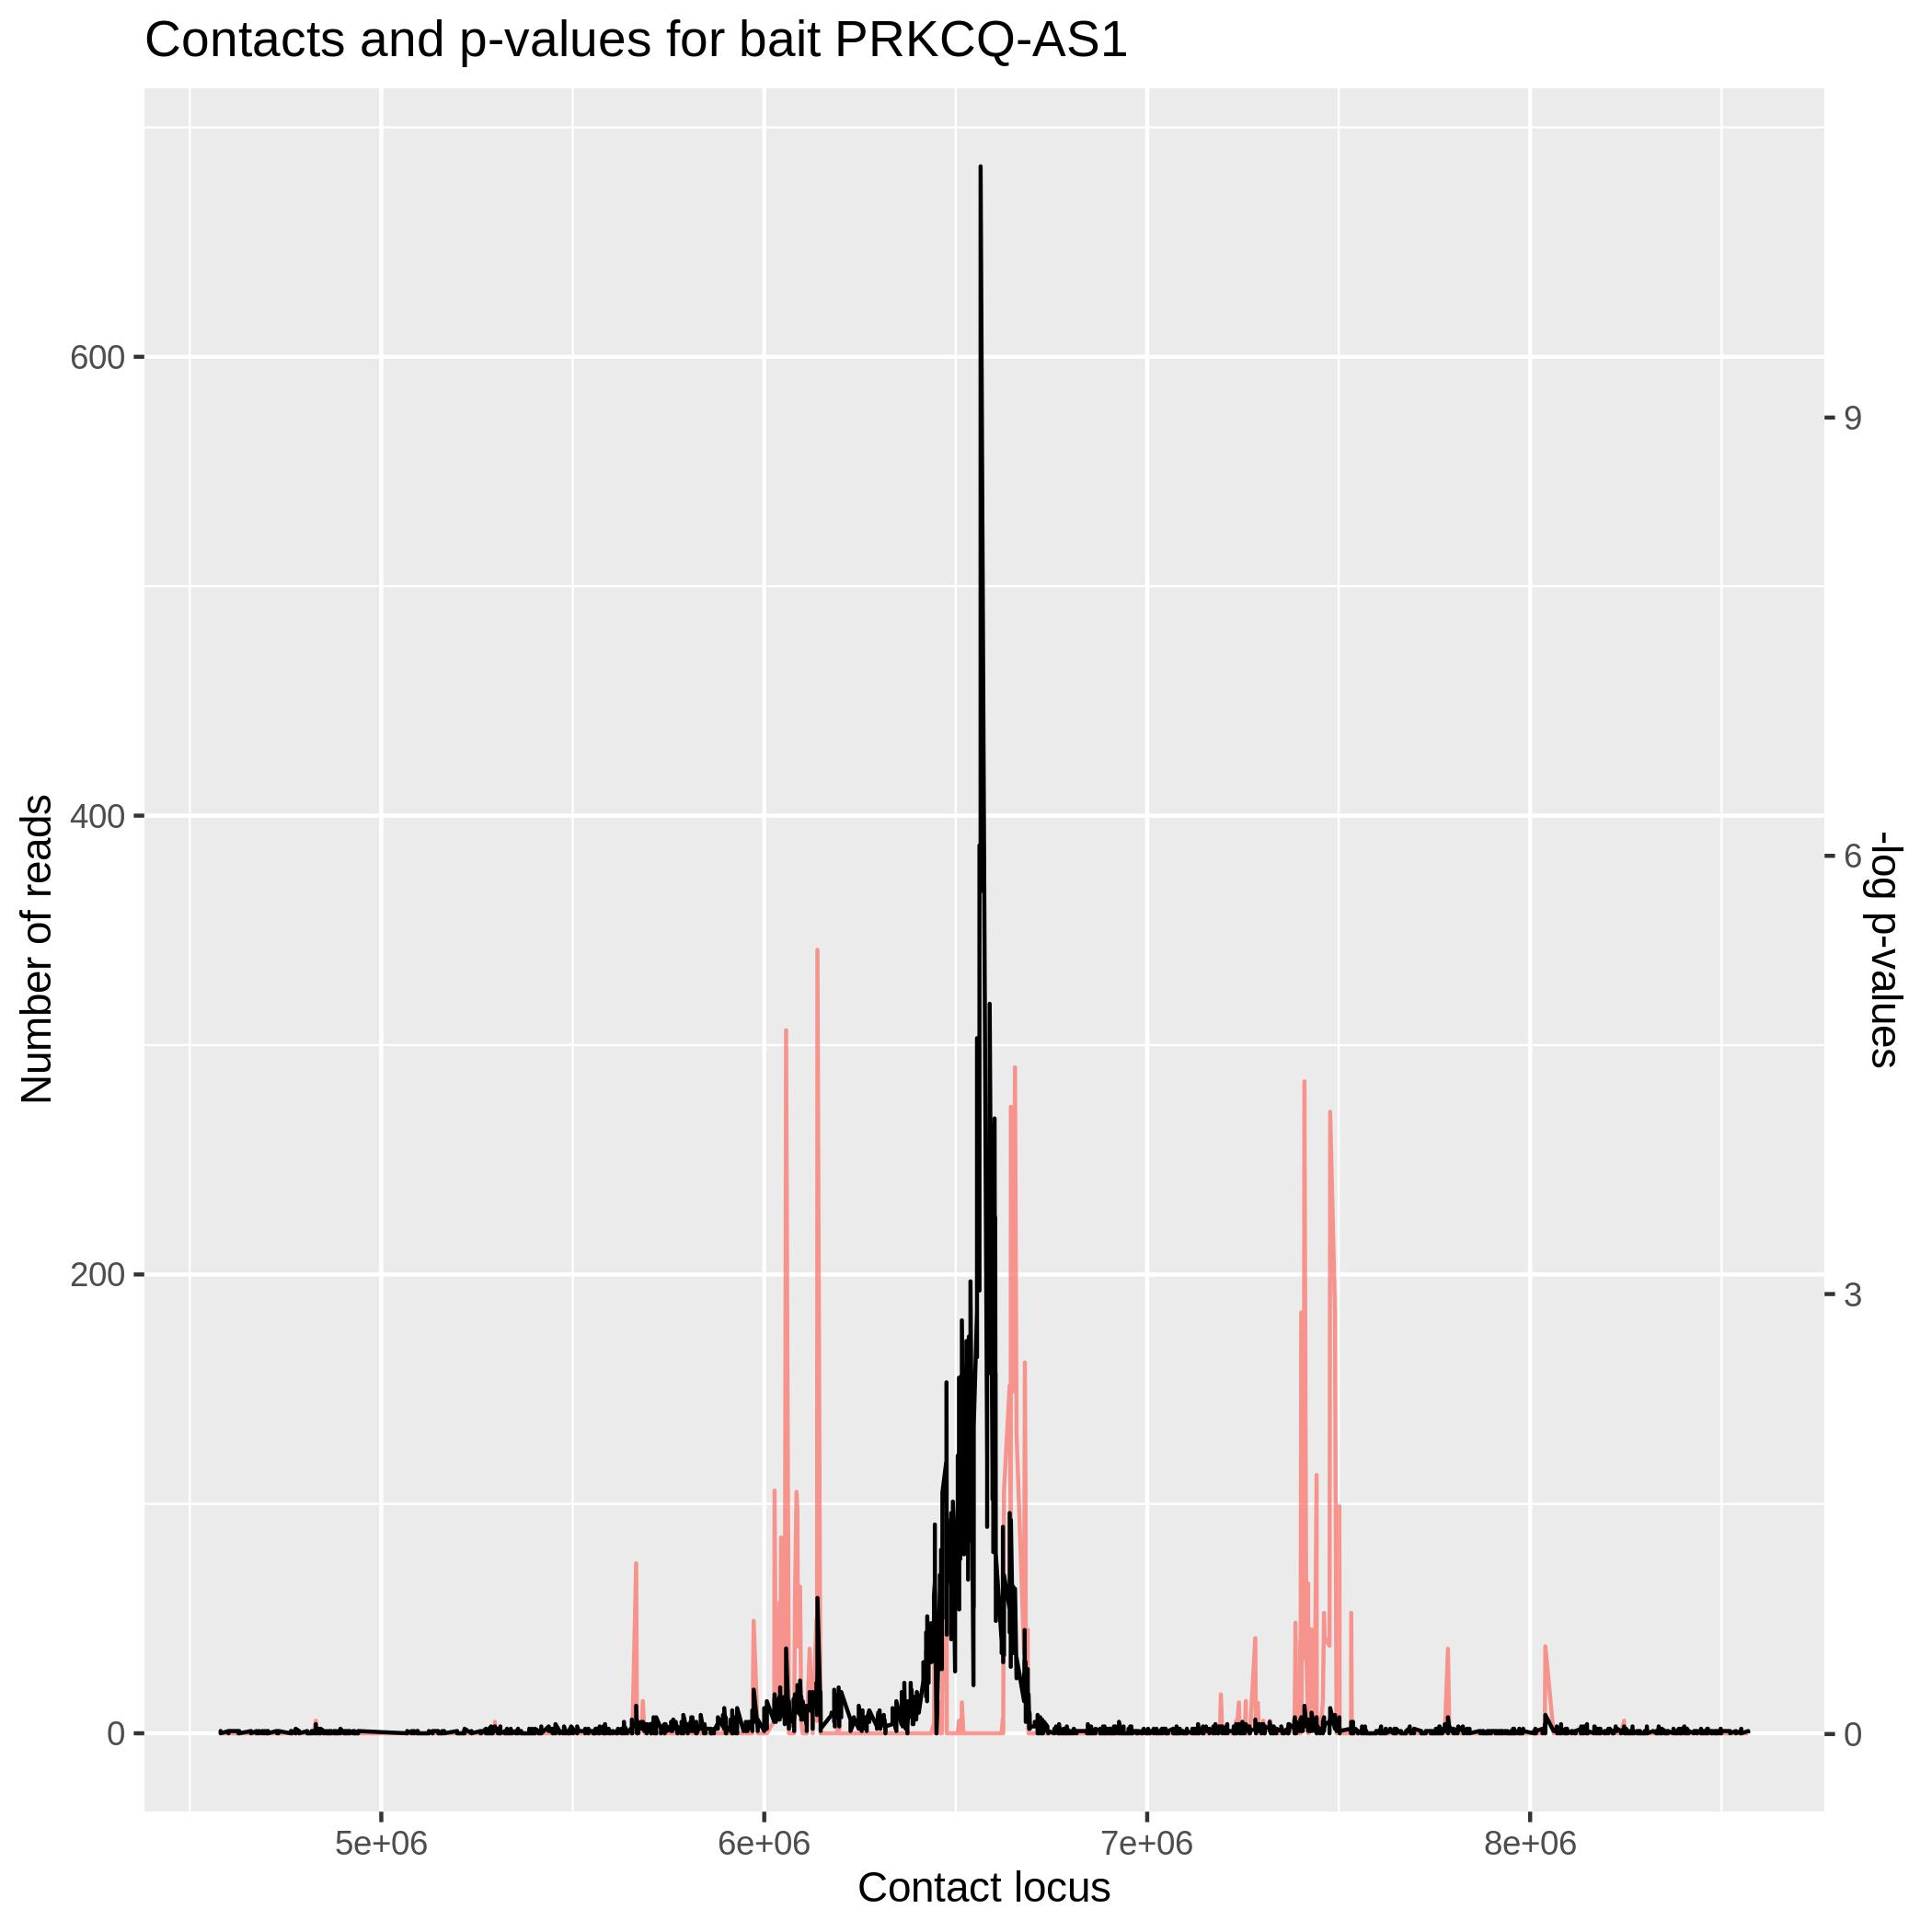 Contacts and p-values for bait PRKCQ-AS1
600
400
200
0
9
6
3
0
Number of reads
-log p-values
5e+06
6e+06
7e+06
8e+06
Contact locus